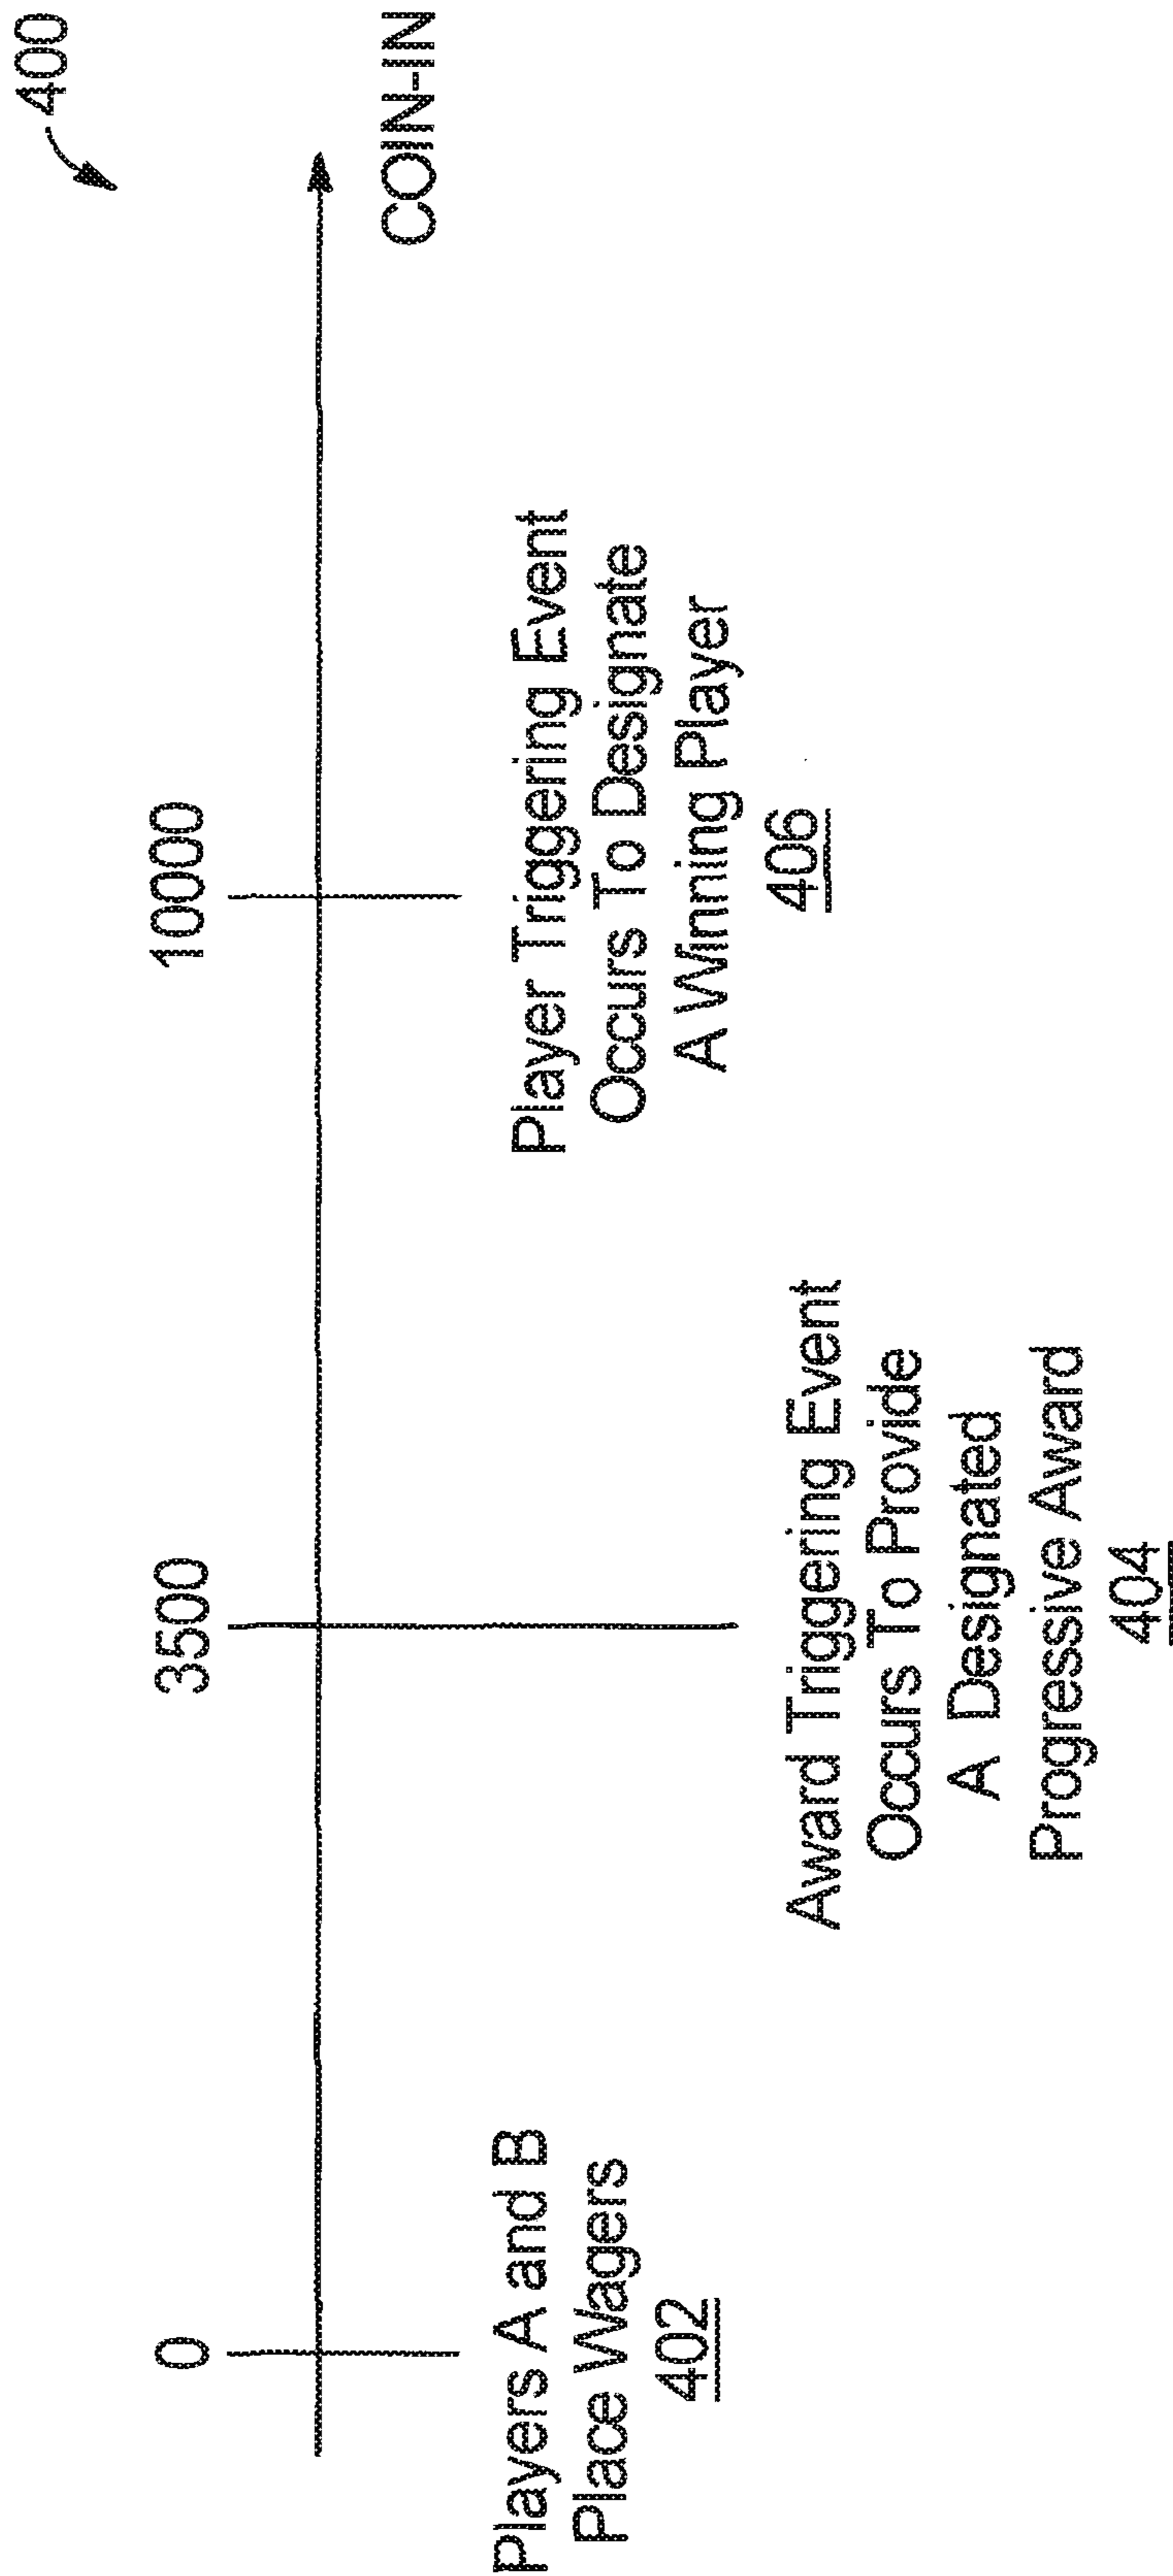 400
0
3500
10000
COIN-IN
Players A and B
Place Wagers
402
Award Triggering Event
Occurs To Provide
A Designated
Progressive Award
404
Player Triggering Event
Occurs To Designate
A Winning Player
406